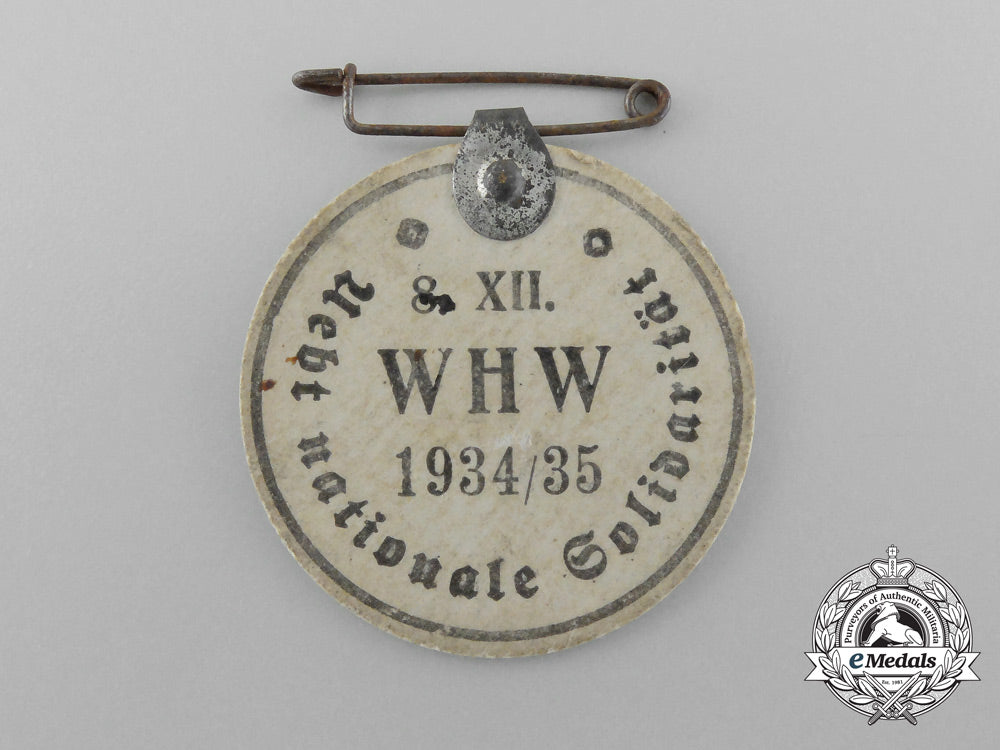 8. XII.
WHW
1934/35
Uebt nationale Solidarität
Purveyors of Authentic Militaria
eMedals
Est. 1981